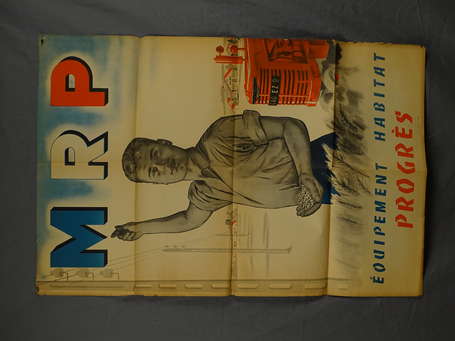 MRP
ÉQUIPEMENT HABITAT
PROGRÈS